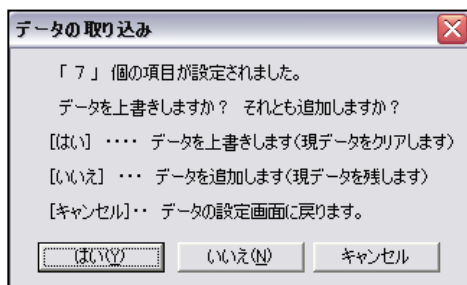 データの取り込み
「 7 」 個の項目が設定されました。
データを上書きしますか？ それとも追加しますか？
[はい] ････ データを上書きします(現データをクリアします)
[いいえ] ･･･ データを追加します(現データを残します)
[キャンセル]･･ データの設定画面に戻ります。
はい(Y) いいえ(N) キャンセル